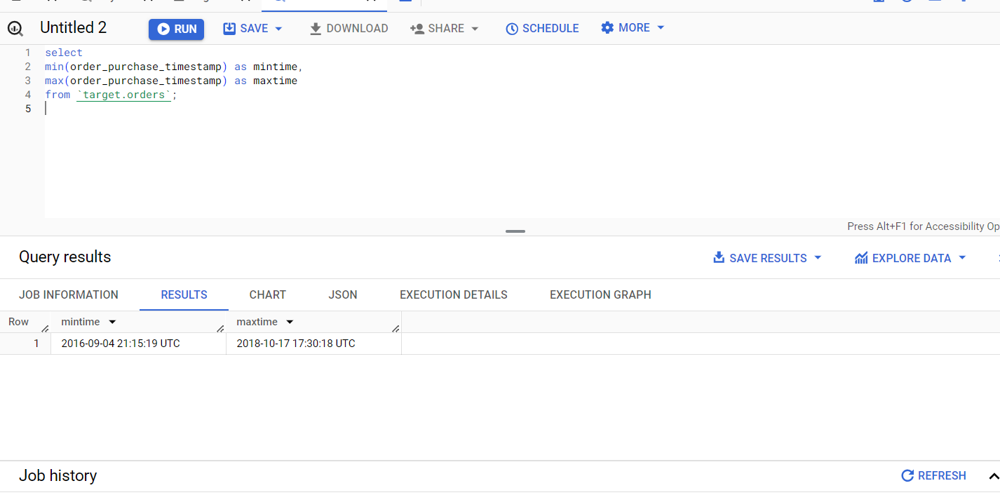 Untitled 2 RUN SAVE DOWNLOAD SHARE SCHEDULE MORE
1 select
2 min(order_purchase_timestamp) as mintime,
3 max(order_purchase_timestamp) as maxtime
4 from `target.orders`;
5
Press Alt+F1 for Accessibility Op
Query results SAVE RESULTS EXPLORE DATA
JOB INFORMATION RESULTS CHART JSON EXECUTION DETAILS EXECUTION GRAPH
Row mintime maxtime
1 2016-09-04 21:15:19 UTC 2018-10-17 17:30:18 UTC
Job history REFRESH